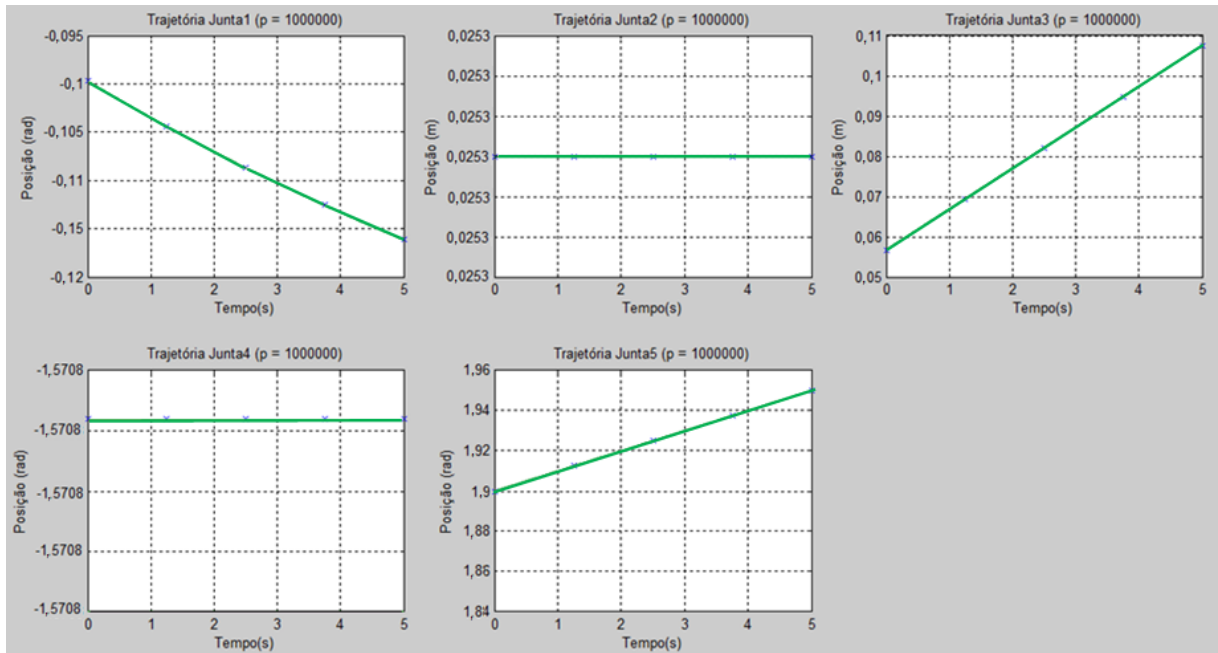 Trajetória Junta1 (p = 1000000)
Posição (rad)
-0,095
-0,1
-0,105
-0,11
-0,15
-0,12
0 1 2 3 4 5
Tempo(s)
Trajetória Junta2 (p = 1000000)
Posição (m)
0,0253
0,0253
0,0253
0,0253
0,0253
0,0253
0,0253
0 1 2 3 4 5
Tempo(s)
Trajetória Junta3 (p = 1000000)
Posição (m)
0,11
0,1
0,09
0,08
0,07
0,06
0,05
0 1 2 3 4 5
Tempo(s)
Trajetória Junta4 (p = 1000000)
Posição (rad)
-1,5708
-1,5708
-1,5708
-1,5708
-1,5708
0 1 2 3 4 5
Tempo(s)
Trajetória Junta5 (p = 1000000)
Posição (rad)
1,96
1,94
1,92
1.9
1,88
1,86
1,84
0 1 2 3 4 5
Tempo(s)